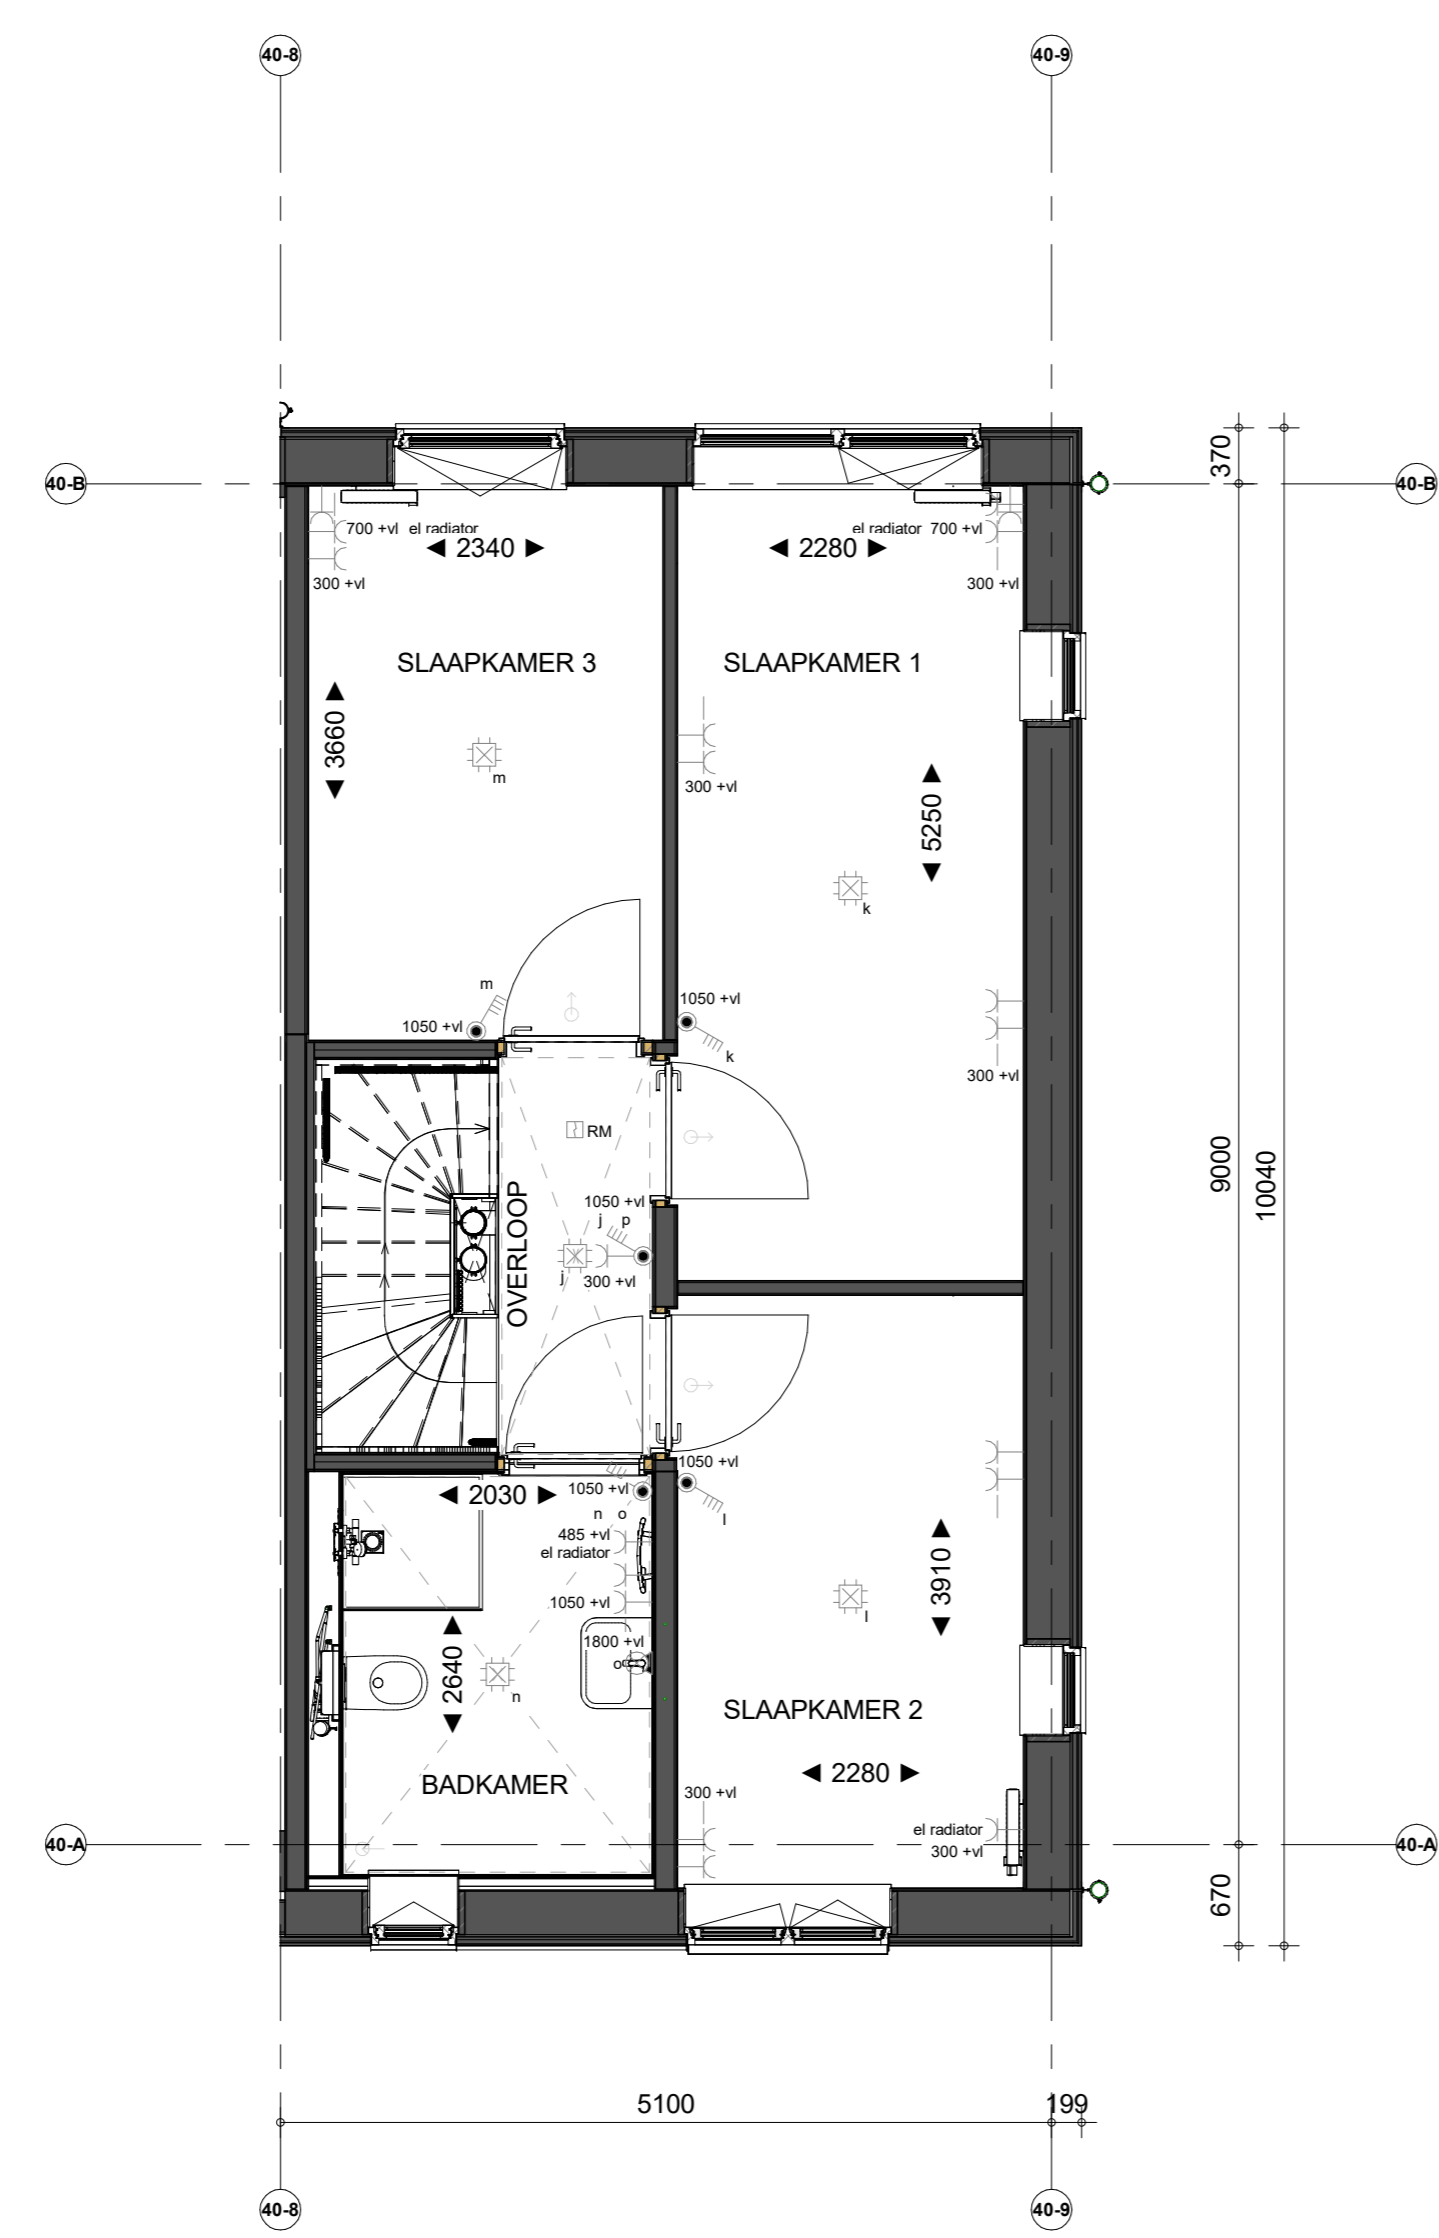 40-8
40-9
370
40-B
40-B
700 +vl
el radiator
el radiator
700 +vl
2340
2280
300 +vl
300 +vl
SLAAPKAMER 3
SLAAPKAMER 1
3660
m
300 +vl
5250
k
m
1050 +vl
1050 +vl
k
300 +vl
RM
9000
10040
1050 +vl
j p
OVERLOOP
j
300 +vl
1050 +vl
2030
1050 +vl
n o
l
485 +vl
el radiator
3910
1050 +vl
l
1800 +vl
o
2640
n
SLAAPKAMER 2
2280
BADKAMER
300 +vl
el radiator
300 +vl
40-A
40-A
670
5100
199
40-8
40-9